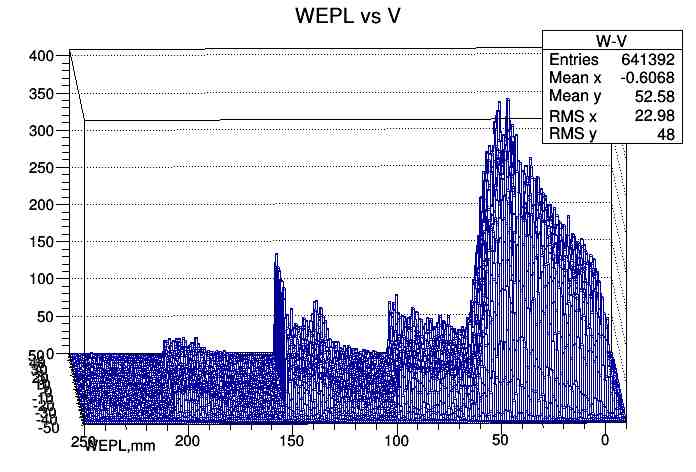 WEPL vs V
W-V
Entries 641392
Mean x -0.6068
Mean y 52.58
RMS x 22.98
RMS y 48
400
350
300
250
200
150
100
50
0
-50
250 200 150 100 50 0
WEPL,mm